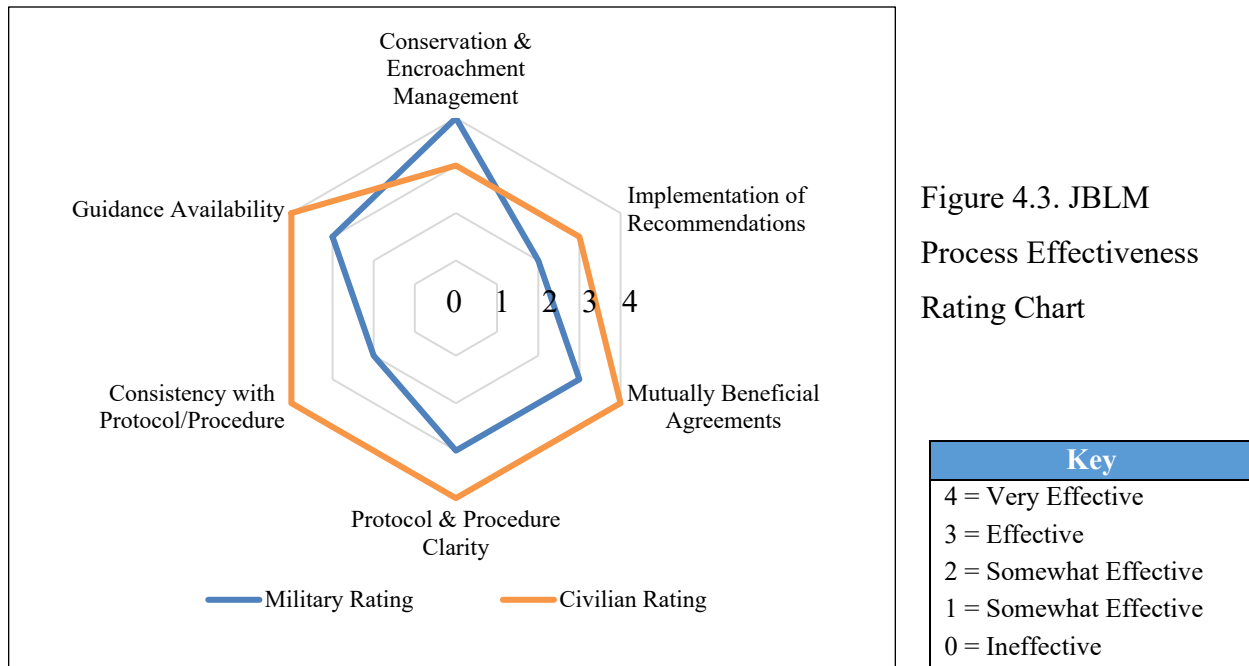 Conservation &
Encroachment
Management
Implementation of
Recommendations
Guidance Availability
0 1 2 3 4
Consistency with
Protocol/Procedure
Mutually Beneficial
Agreements
Protocol & Procedure
Clarity
Military Rating
Civilian Rating
Figure 4.3. JBLM
Process Effectiveness
Rating Chart
Key
4 = Very Effective
3 = Effective
2 = Somewhat Effective
1 = Somewhat Effective
0 = Ineffective